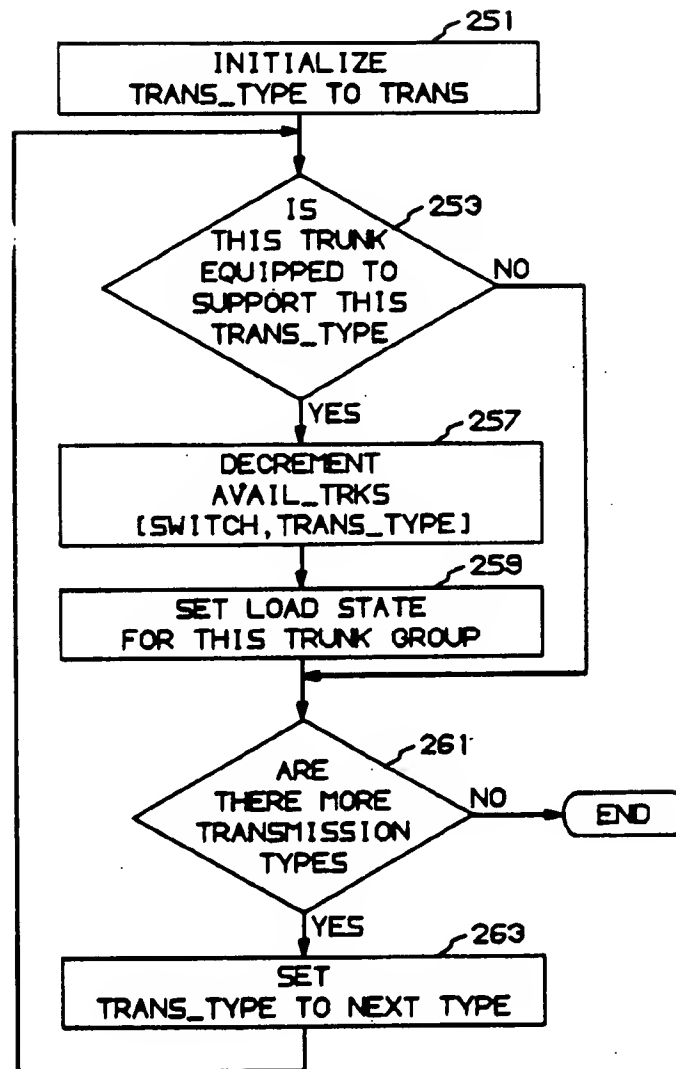 251
INITIALIZE
TRANS_TYPE TO TRANS
253
IS
THIS TRUNK
EQUIPPED TO
SUPPORT THIS
TRANS_TYPE
NO
YES
257
DECREMENT
AVAIL_TRKS
[SWITCH,TRANS_TYPE]
259
SET LOAD STATE
FOR THIS TRUNK GROUP
261
ARE
THERE MORE
TRANSMISSION
TYPES
NO
END
YES
263
SET
TRANS_TYPE TO NEXT TYPE